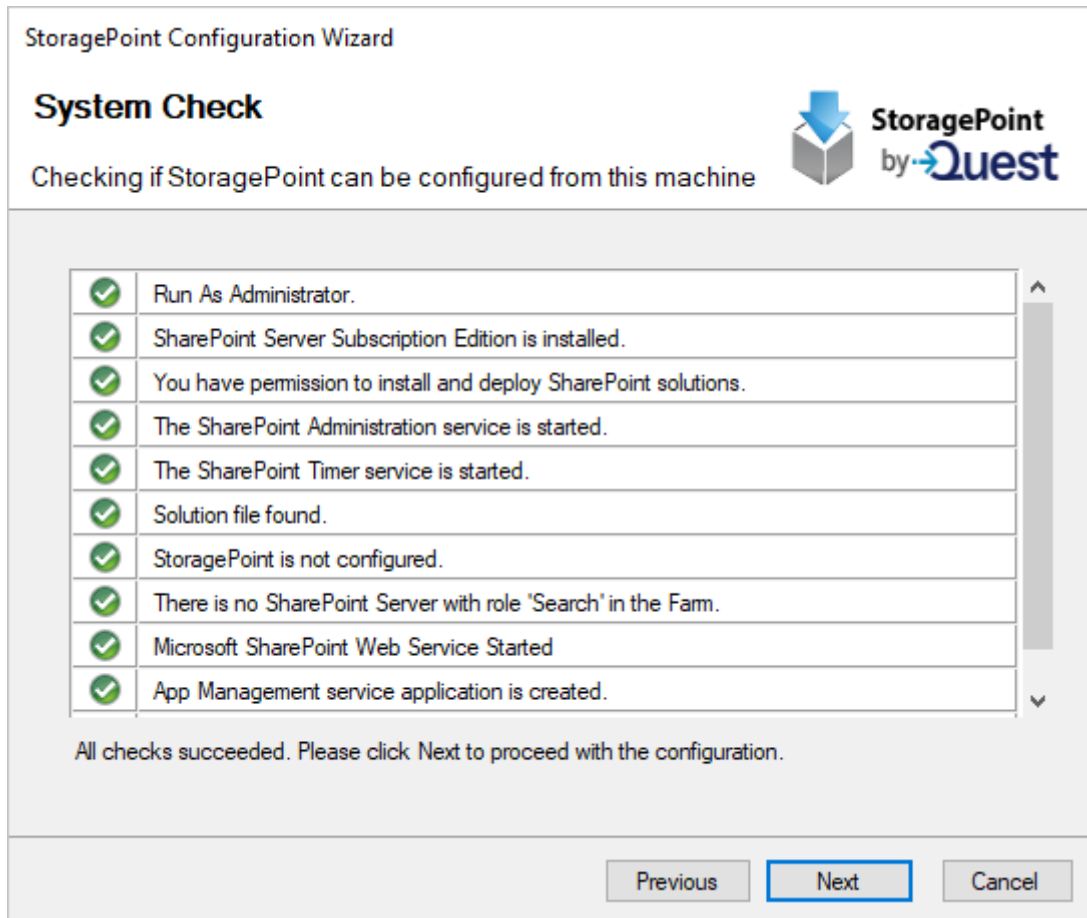 StoragePoint Configuration Wizard
System Check
Checking if StoragePoint can be configured from this machine
StoragePoint
by Quest
Run As Administrator.
SharePoint Server Subscription Edition is installed.
You have permission to install and deploy SharePoint solutions.
The SharePoint Administration service is started.
The SharePoint Timer service is started.
Solution file found.
StoragePoint is not configured.
There is no SharePoint Server with role 'Search' in the Farm.
Microsoft SharePoint Web Service Started
App Management service application is created.
All checks succeeded. Please click Next to proceed with the configuration.
Previous Next Cancel